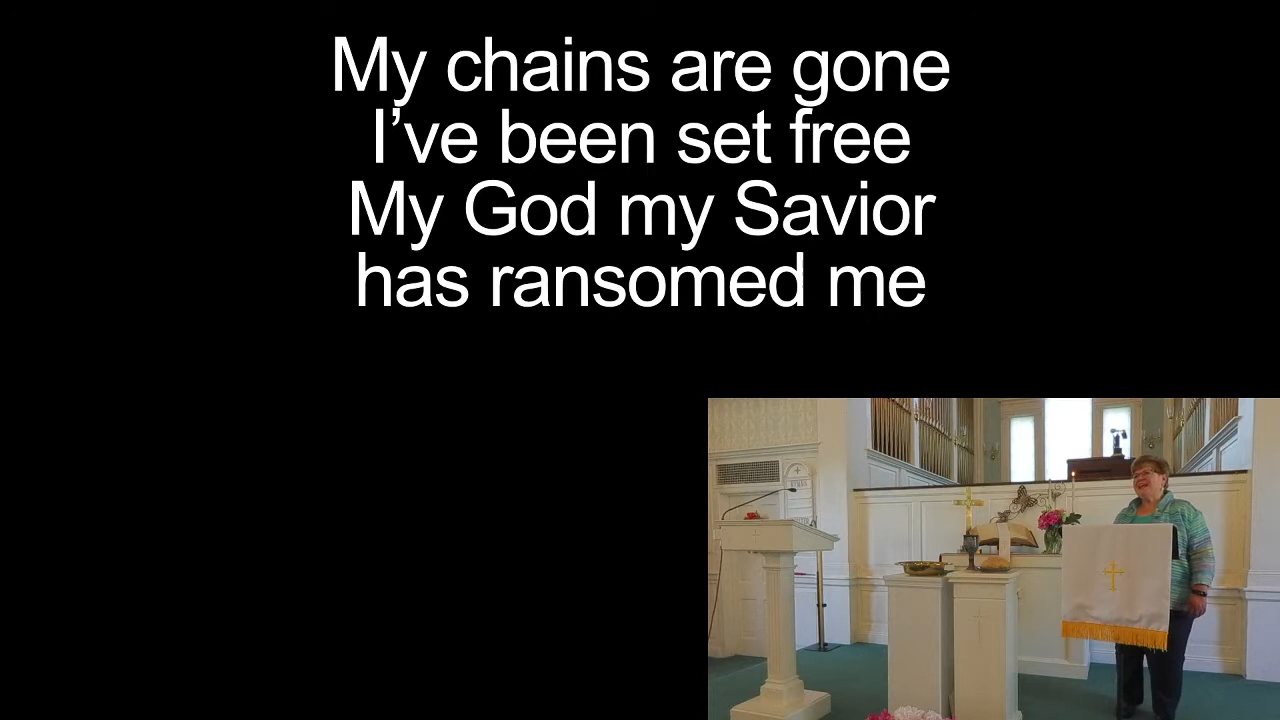 My chains are gone
I’ve been set free
My God my Savior
has ransomed me